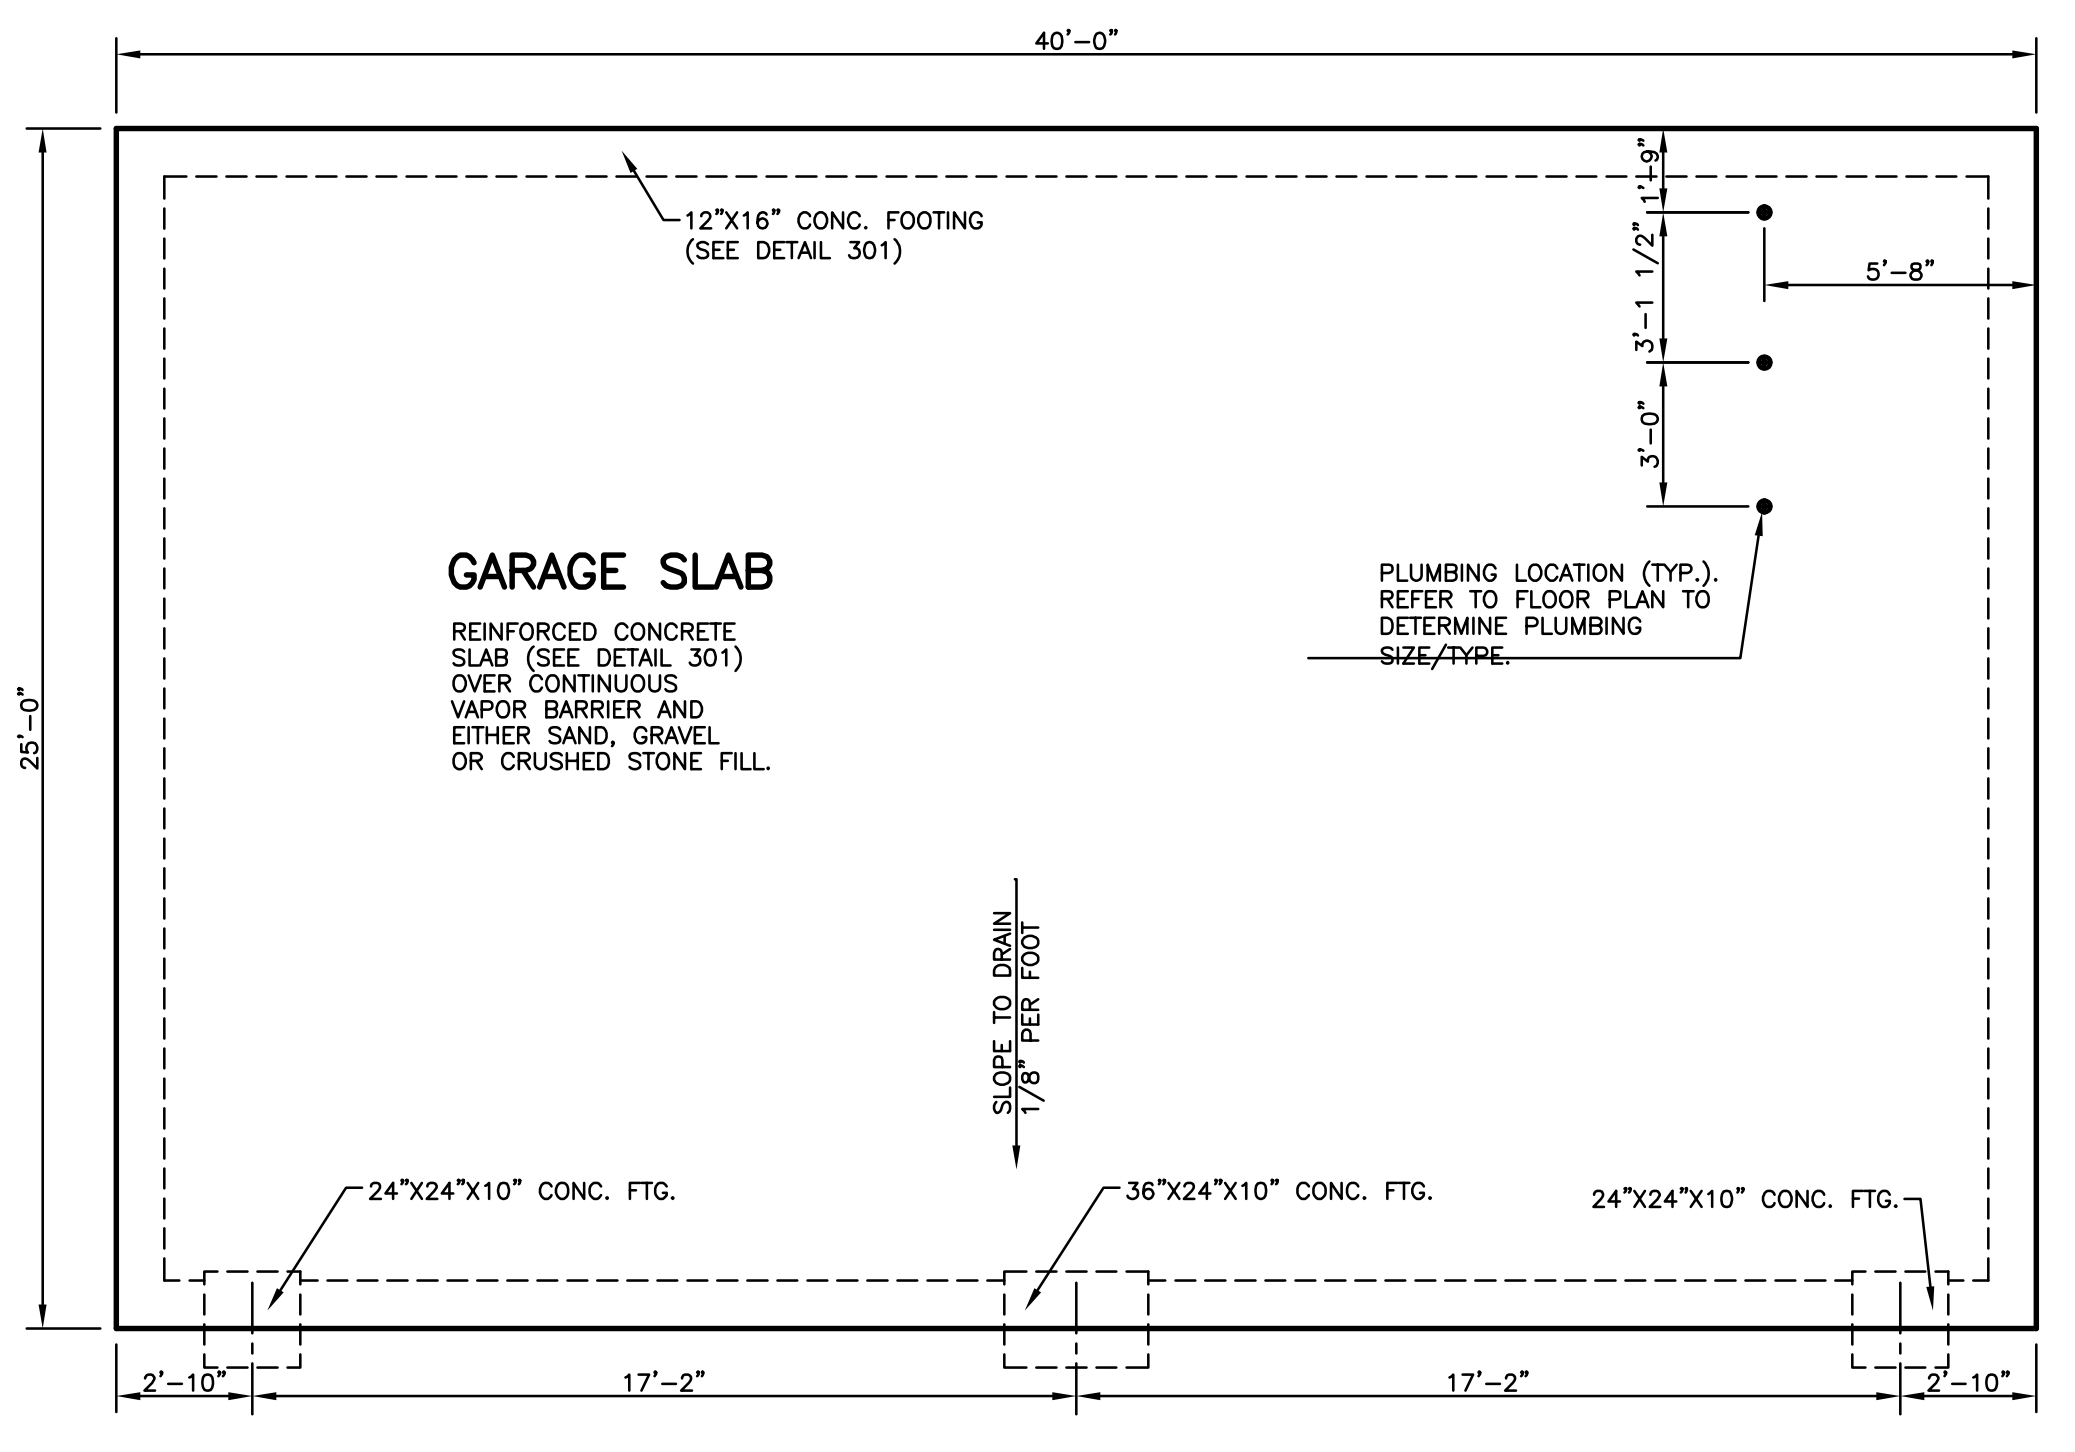 40'-0"
1'-9"
12"X16" CONC. FOOTING
(SEE DETAIL 301)
3'-1 1/2"
5'-8"
3'-0"
GARAGE SLAB
REINFORCED CONCRETE
SLAB (SEE DETAIL 301)
OVER CONTINUOUS
VAPOR BARRIER AND
EITHER SAND, GRAVEL
OR CRUSHED STONE FILL.
PLUMBING LOCATION (TYP.).
REFER TO FLOOR PLAN TO
DETERMINE PLUMBING
SIZE/TYPE.
25'-0"
SLOPE TO DRAIN
1/8" PER FOOT
24"X24"X10" CONC. FTG.
36"X24"X10" CONC. FTG.
24"X24"X10" CONC. FTG.
2'-10"
17'-2"
17'-2"
2'-10"